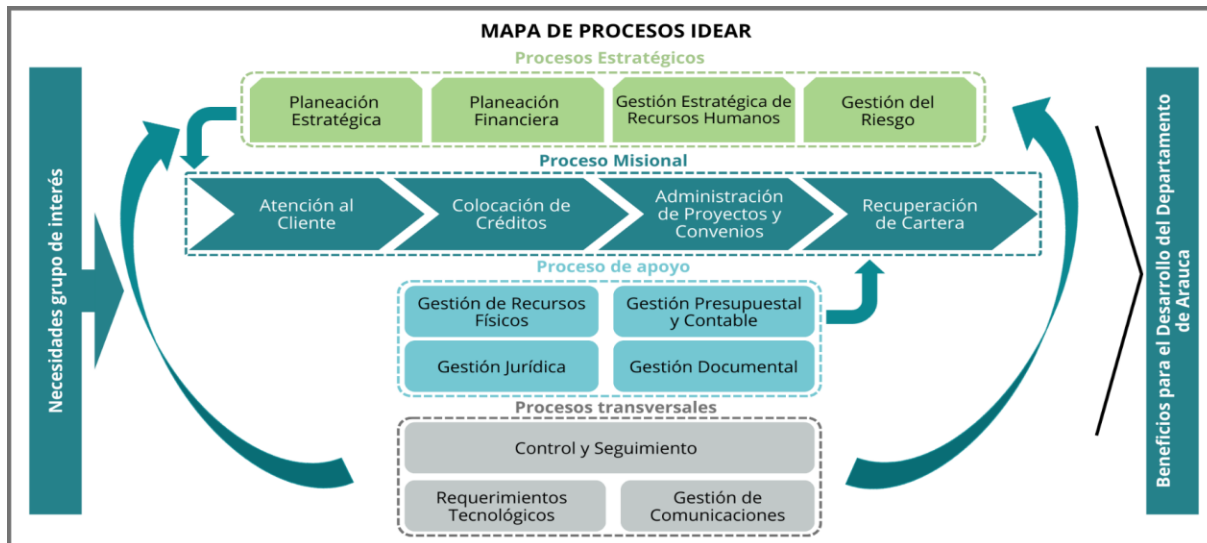 MAPA DE PROCESOS IDEAR
Necesidades grupo de interés
Procesos Estratégicos
Planeación
Estratégica
Planeación
Financiera
Gestión Estratégica de
Recursos Humanos
Gestión del
Riesgo
Proceso Misional
Atención al
Cliente
Colocación de
Créditos
Administración
de Proyectos y
Convenios
Recuperación
de Cartera
Proceso de apoyo
Gestión de Recursos
Físicos
Gestión Presupuestal
y Contable
Gestión Jurídica
Gestión Documental
Procesos transversales
Control y Seguimiento
Requerimientos
Tecnológicos
Gestión de
Comunicaciones
Beneficios para el Desarrollo del Departamento
de Arauca